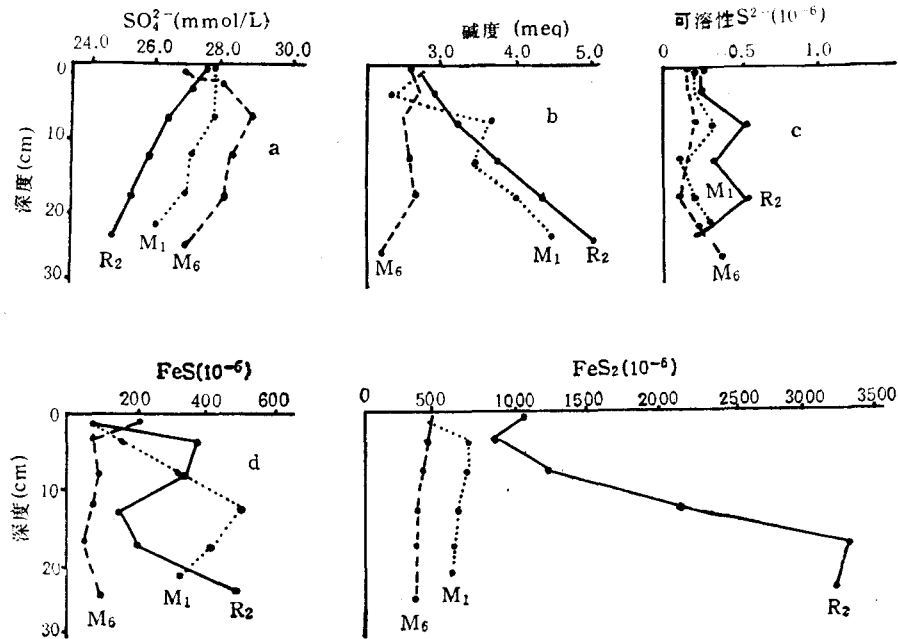 SO₄²⁻(mmol/L)
24.0 26.0 28.0 30.0
0
10
20
30
深度(cm)
a
R₂
M₁
M₆
碱度 (meq)
3.0 4.0 5.0
b
M₆
M₁
R₂
可溶性S²⁻(10⁻⁶)
0 0.5 1.0
c
M₁
R₂
M₆
FeS(10⁻⁶)
200 400 600
0
10
20
30
深度(cm)
d
M₆
M₁
R₂
FeS₂(10⁻⁶)
0 500 1000 1500 2000 2500 3000 3500
M₆
M₁
R₂